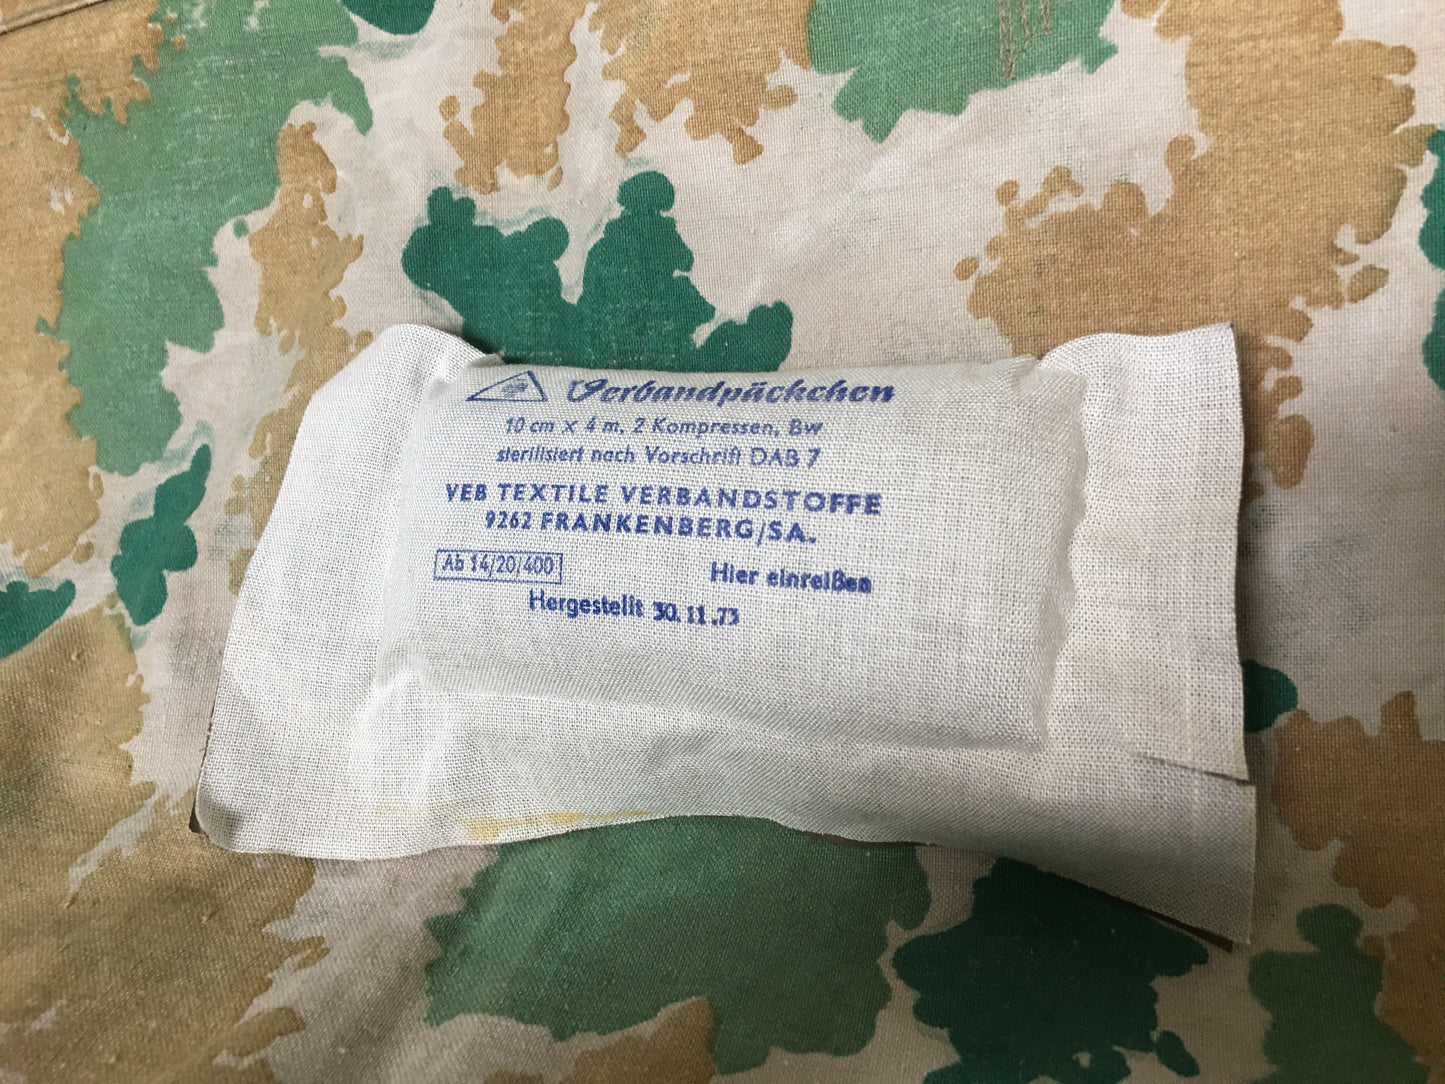 Verbandpäckchen
10 cm x 4 m, 2 Kompressen, Bw
sterilisiert nach Vorschrift DAB 7
VEB TEXTILE VERBANDSTOFFE
9262 FRANKENBERG/SA.
Ab 14/20/400
Hier einreißen
Hergestellt 30.11.73